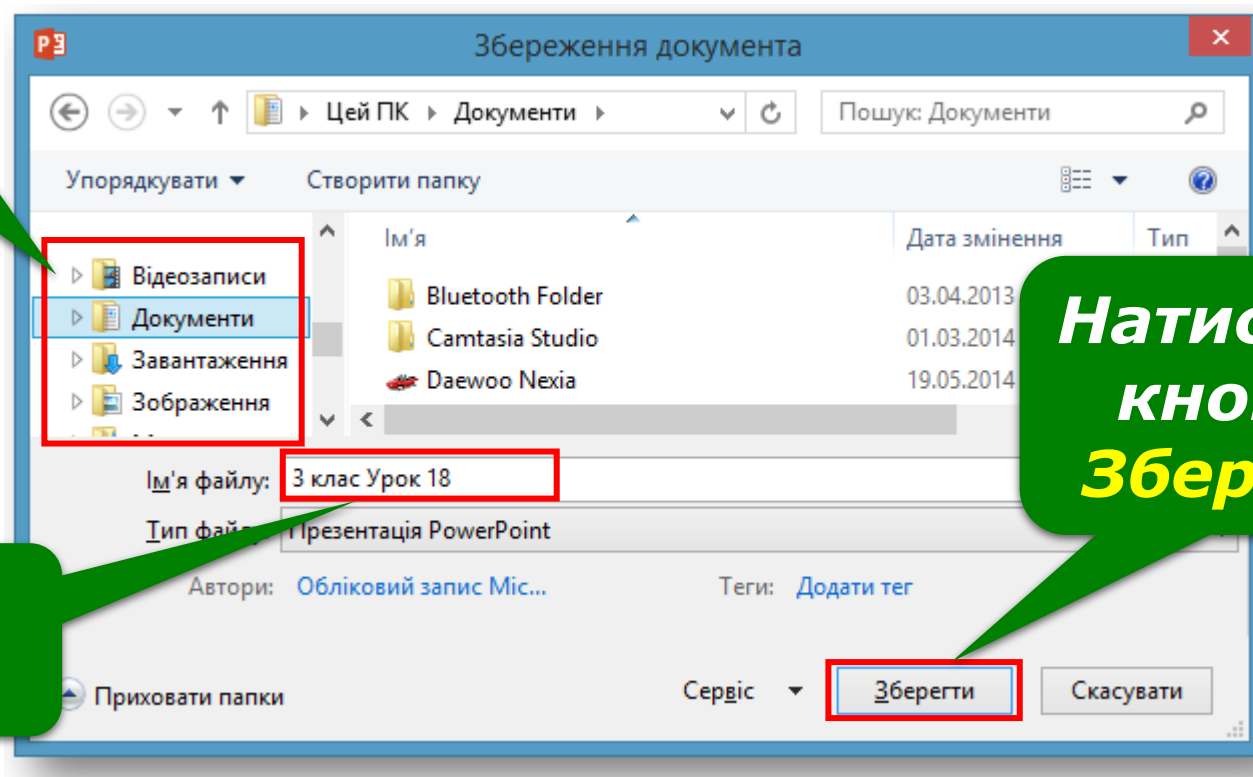 Збереження документа
Цей ПК Документи
Пошук: Документи
Упорядкувати Створити папку
Ім'я Дата змінення Тип
Відеозаписи
Документи
Завантаження
Зображення
Bluetooth Folder 03.04.2013
Camtasia Studio 01.03.2014
Daewoo Nexia 19.05.2014
Ім'я файлу: 3 клас Урок 18
Тип Презентація PowerPoint
Автори: Обліковий запис Міс...
Теги: Додати тег
Приховати папки
Сервіс Зберегти Скасувати